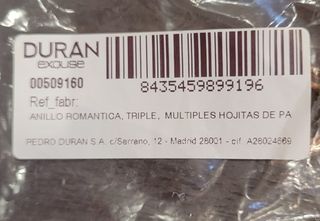 DURAN
exquse
00509160
8435459899196
Ref_fabr:
ANILLO ROMANTICA, TRIPLE, MULTIPLES HOJITAS DE PA
PEDRO DURAN S.A. c/Serrano, 12 - Madrid 28001 - cif. A28024869